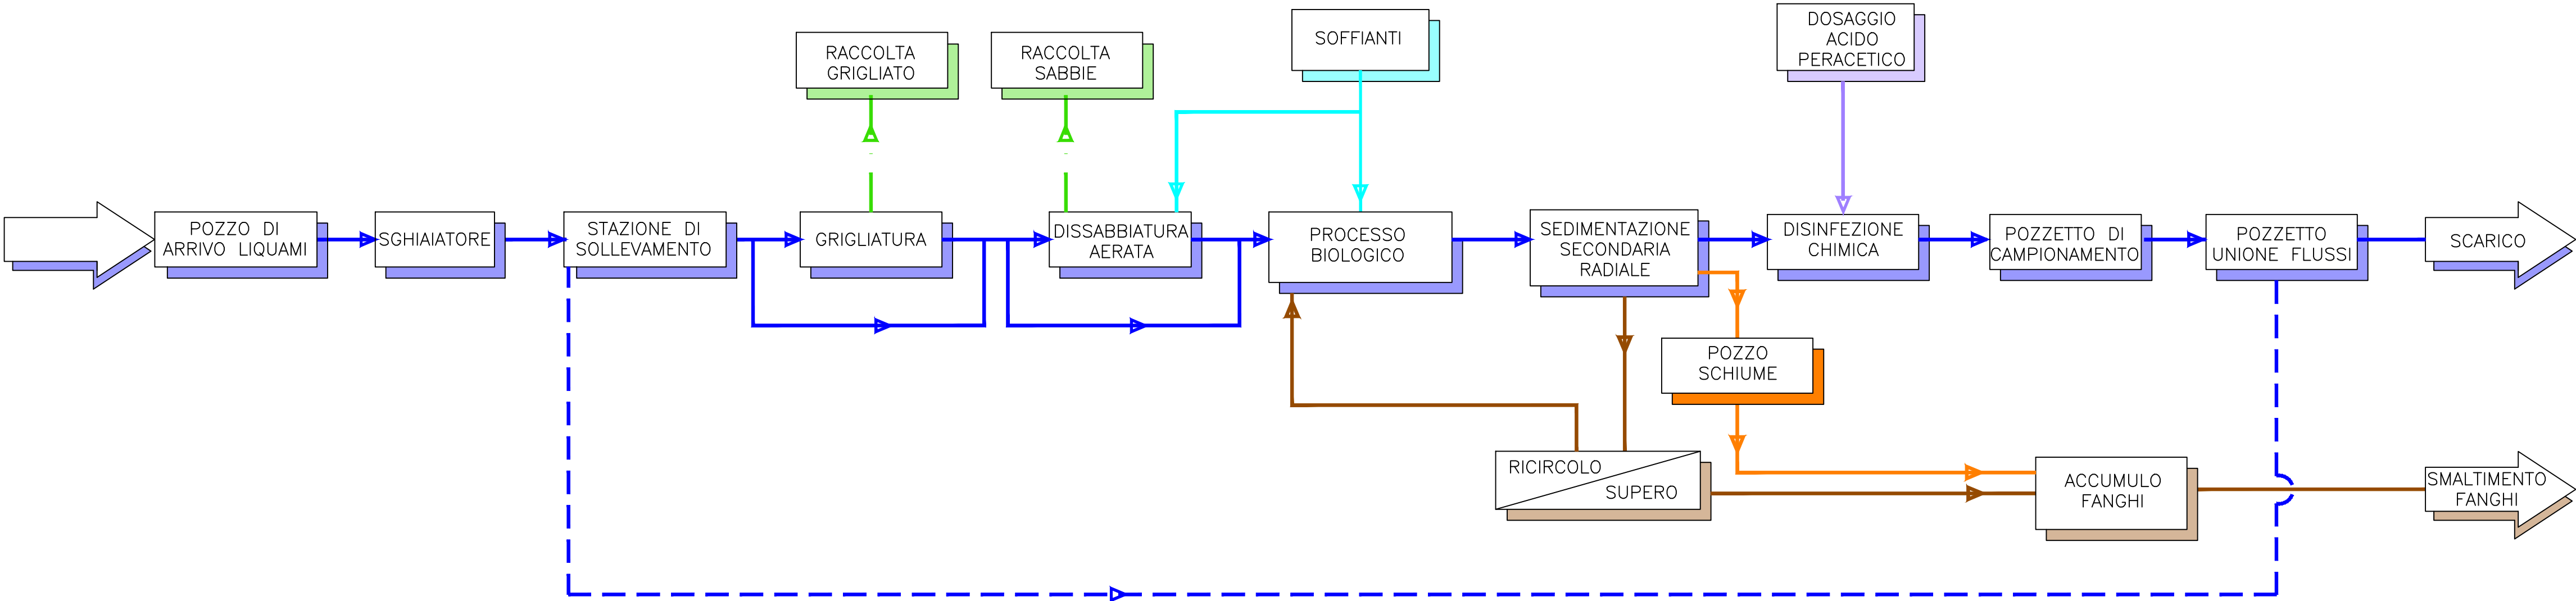 RACCOLTA
GRIGLIATO
RACCOLTA
SABBIE
SOFFIANTI
DOSAGGIO
ACIDO
PERACETICO
POZZO DI
ARRIVO LIQUAMI
SGHIAIATORE
STAZIONE DI
SOLLEVAMENTO
GRIGLIATURA
DISSABBIATURA
AERATA
PROCESSO
BIOLOGICO
SEDIMENTAZIONE
SECONDARIA
RADIALE
DISINFEZIONE
CHIMICA
POZZETTO DI
CAMPIONAMENTO
POZZETTO
UNIONE FLUSSI
SCARICO
POZZO
SCHIUME
RICIRCOLO
SUPERO
ACCUMULO
FANGHI
SMALTIMENTO
FANGHI